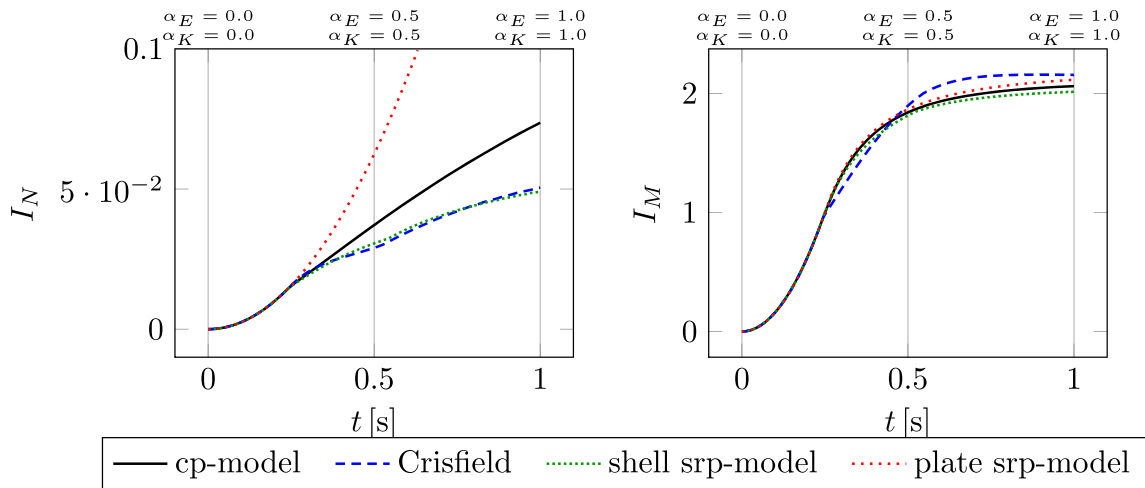 α_E = 0.0 α_E = 0.5 α_E = 1.0
α_K = 0.0 α_K = 0.5 α_K = 1.0
0.1
5 · 10⁻²
0
I_N
0 0.5 1
t [s]
α_E = 0.0 α_E = 0.5 α_E = 1.0
α_K = 0.0 α_K = 0.5 α_K = 1.0
2
1
0
I_M
0 0.5 1
t [s]
cp-model Crisfield shell srp-model plate srp-model